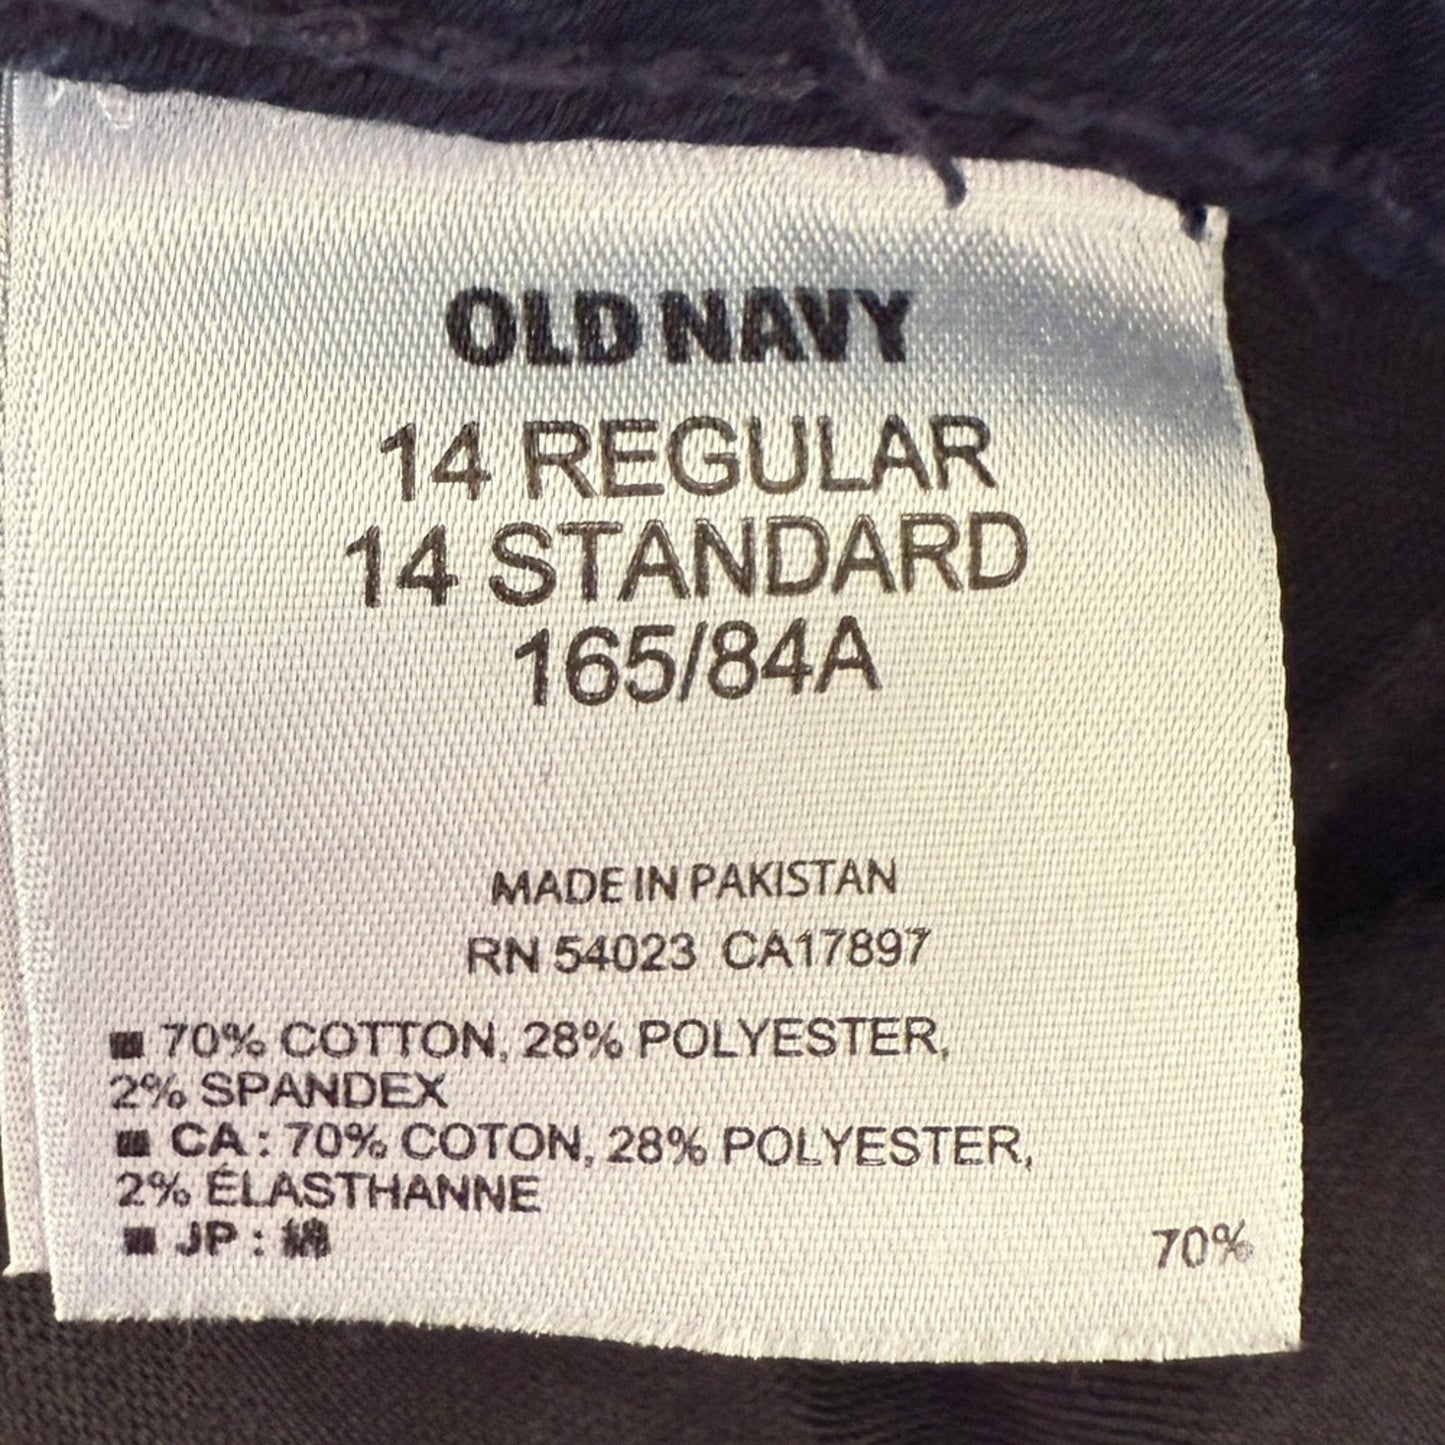 OLD NAVY
14 REGULAR
14 STANDARD
165/84A
MADE IN PAKISTAN
RN 54023 CA17897
■ 70% COTTON, 28% POLYESTER,
2% SPANDEX
■ CA : 70% COTON, 28% POLYESTER,
2% ÉLASTHANNE
■ JP : 綿 70%